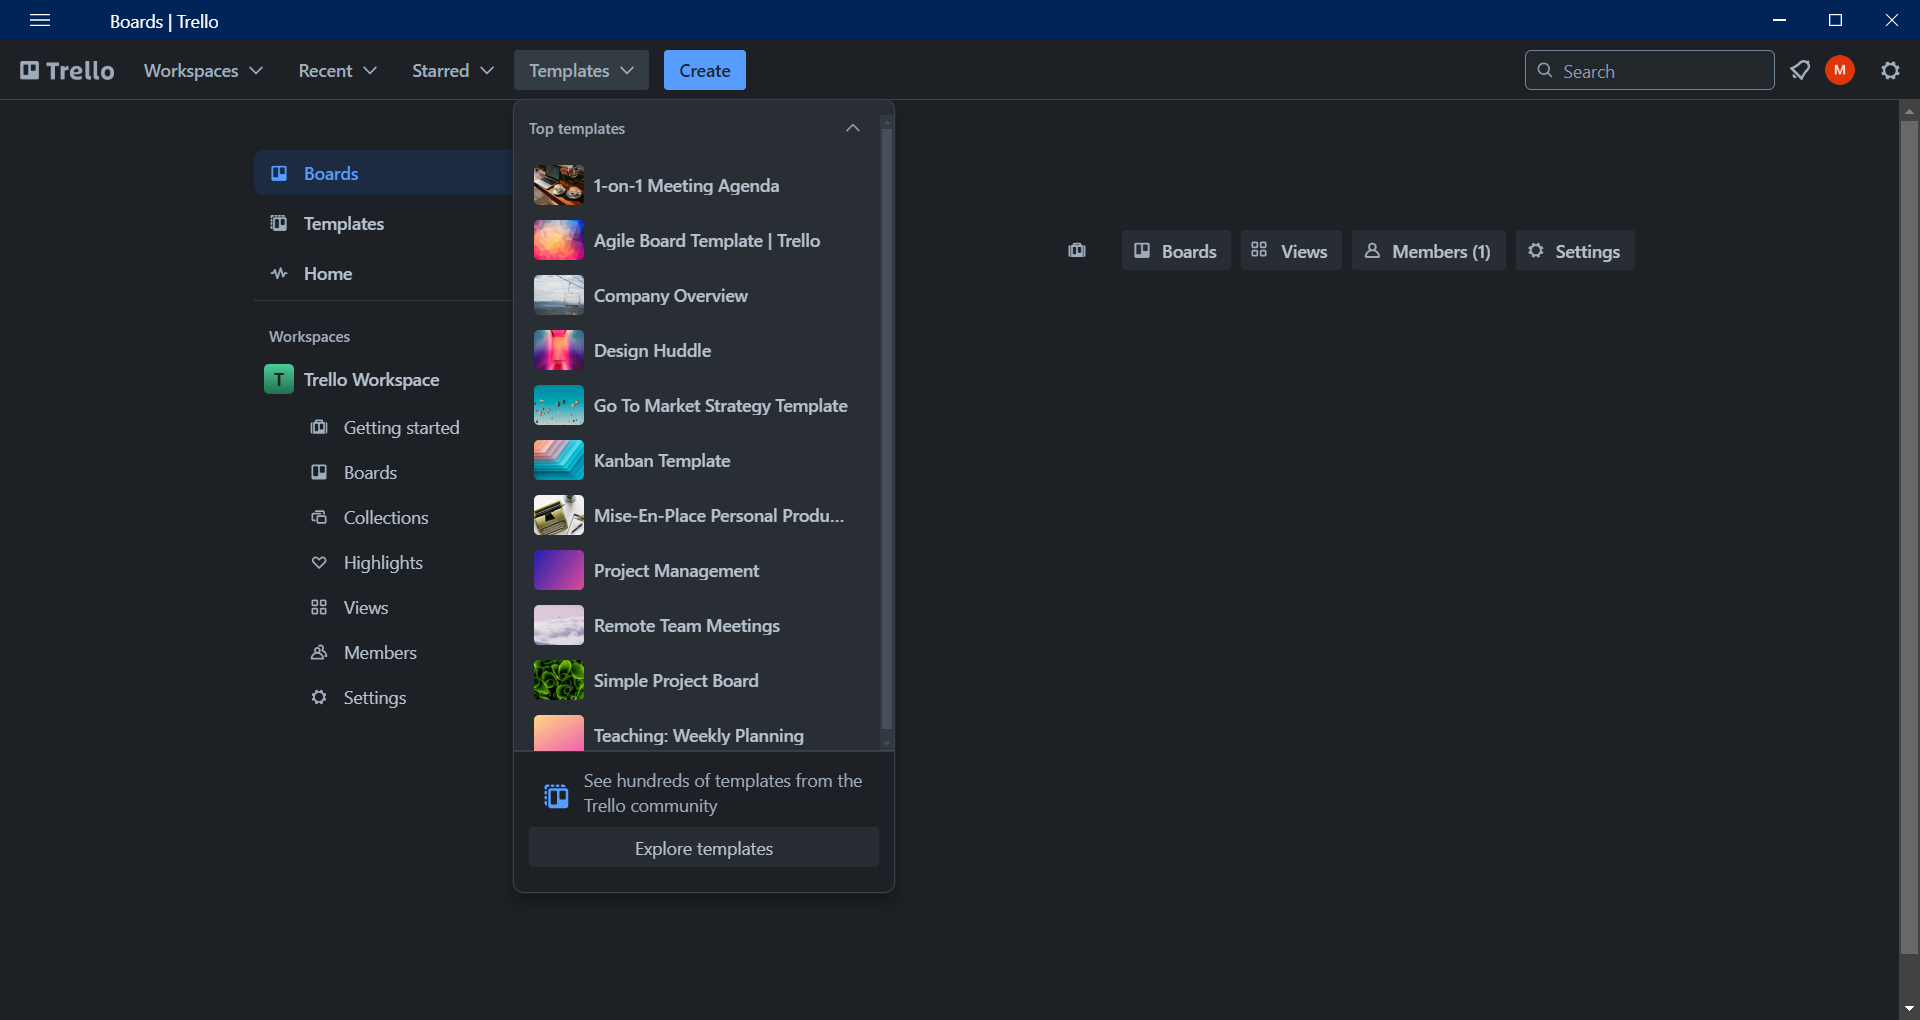 Boards | Trello
Trello
Workspaces
Recent
Starred
Templates
Create
Search
M
Boards
Templates
Home
Workspaces
T
Trello Workspace
Getting started
Boards
Collections
Highlights
Views
Members
Settings
Top templates
1-on-1 Meeting Agenda
Agile Board Template | Trello
Company Overview
Design Huddle
Go To Market Strategy Template
Kanban Template
Mise-En-Place Personal Produ...
Project Management
Remote Team Meetings
Simple Project Board
Teaching: Weekly Planning
See hundreds of templates from the
Trello community
Explore templates
Boards
Views
Members (1)
Settings